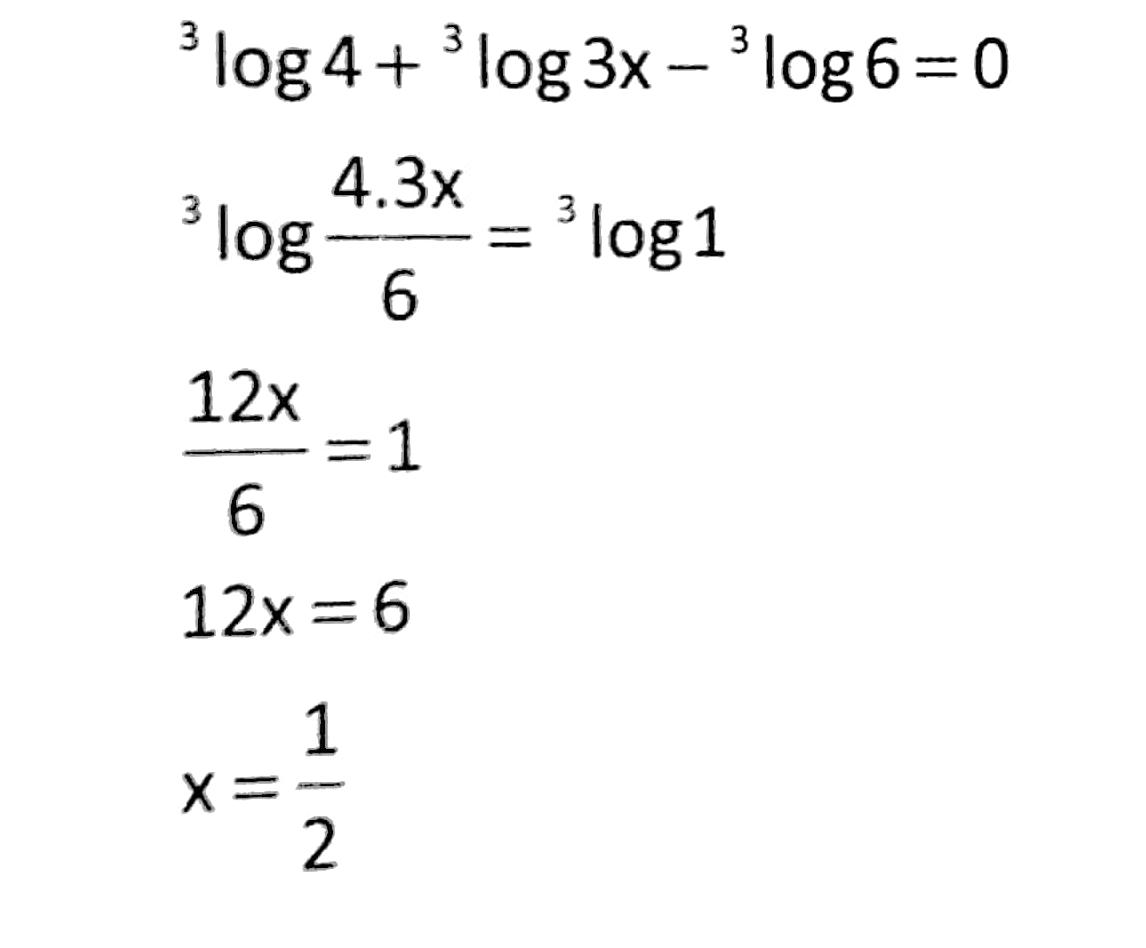 ³log 4 + ³log 3x − ³log 6 = 0
³log 4.3x/6 = ³log 1
12x/6 = 1
12x = 6
x = 1/2